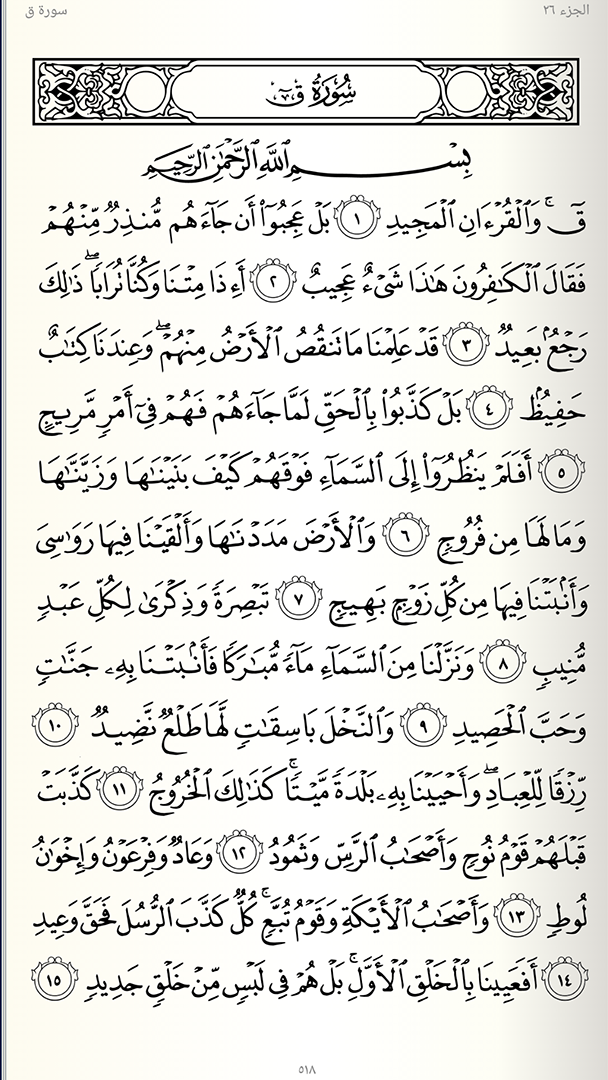 الجزء ٢٦
سورة ق
سُورَةُ ق
بِسْمِ ٱللَّهِ ٱلرَّحْمَٰنِ ٱلرَّحِيمِ
قٓ ۚ وَٱلْقُرْءَانِ ٱلْمَجِيدِ ١ بَلْ عَجِبُوٓا۟ أَن جَآءَهُم مُّنذِرٌ مِّنْهُمْ
فَقَالَ ٱلْكَٰفِرُونَ هَٰذَا شَىْءٌ عَجِيبٌ ٢ أَءِذَا مِتْنَا وَكُنَّا تُرَابًا ۖ ذَٰلِكَ
رَجْعٌۢ بَعِيدٌ ٣ قَدْ عَلِمْنَا مَا تَنقُصُ ٱلْأَرْضُ مِنْهُمْ ۖ وَعِندَنَا كِتَٰبٌ
حَفِيظٌۢ ٤ بَلْ كَذَّبُوا۟ بِٱلْحَقِّ لَمَّا جَآءَهُمْ فَهُمْ فِىٓ أَمْرٍ مَّرِيجٍ
٥ أَفَلَمْ يَنظُرُوٓا۟ إِلَى ٱلسَّمَآءِ فَوْقَهُمْ كَيْفَ بَنَيْنَٰهَا وَزَيَّنَّٰهَا
وَمَا لَهَا مِن فُرُوجٍ ٦ وَٱلْأَرْضَ مَدَدْنَٰهَا وَأَلْقَيْنَا فِيهَا رَوَٰسِىَ
وَأَنۢبَتْنَا فِيهَا مِن كُلِّ زَوْجٍۭ بَهِيجٍ ٧ تَبْصِرَةً وَذِكْرَىٰ لِكُلِّ عَبْدٍ
مُّنِيبٍ ٨ وَنَزَّلْنَا مِنَ ٱلسَّمَآءِ مَآءً مُّبَٰرَكًا فَأَنۢبَتْنَا بِهِۦ جَنَّٰتٍ
وَحَبَّ ٱلْحَصِيدِ ٩ وَٱلنَّخْلَ بَاسِقَٰتٍ لَّهَا طَلْعٌ نَّضِيدٌ ١٠
رِّزْقًا لِّلْعِبَادِ ۖ وَأَحْيَيْنَا بِهِۦ بَلْدَةً مَّيْتًا ۚ كَذَٰلِكَ ٱلْخُرُوجُ ١١ كَذَّبَتْ
قَبْلَهُمْ قَوْمُ نُوحٍ وَأَصْحَٰبُ ٱلرَّسِّ وَثَمُودُ ١٢ وَعَادٌ وَفِرْعَوْنُ وَإِخْوَٰنُ
لُوطٍ ١٣ وَأَصْحَٰبُ ٱلْأَيْكَةِ وَقَوْمُ تُبَّعٍ ۚ كُلٌّ كَذَّبَ ٱلرُّسُلَ فَحَقَّ وَعِيدِ
١٤ أَفَعَيِينَا بِٱلْخَلْقِ ٱلْأَوَّلِ ۚ بَلْ هُمْ فِى لَبْسٍ مِّنْ خَلْقٍ جَدِيدٍ ١٥
٥١٨